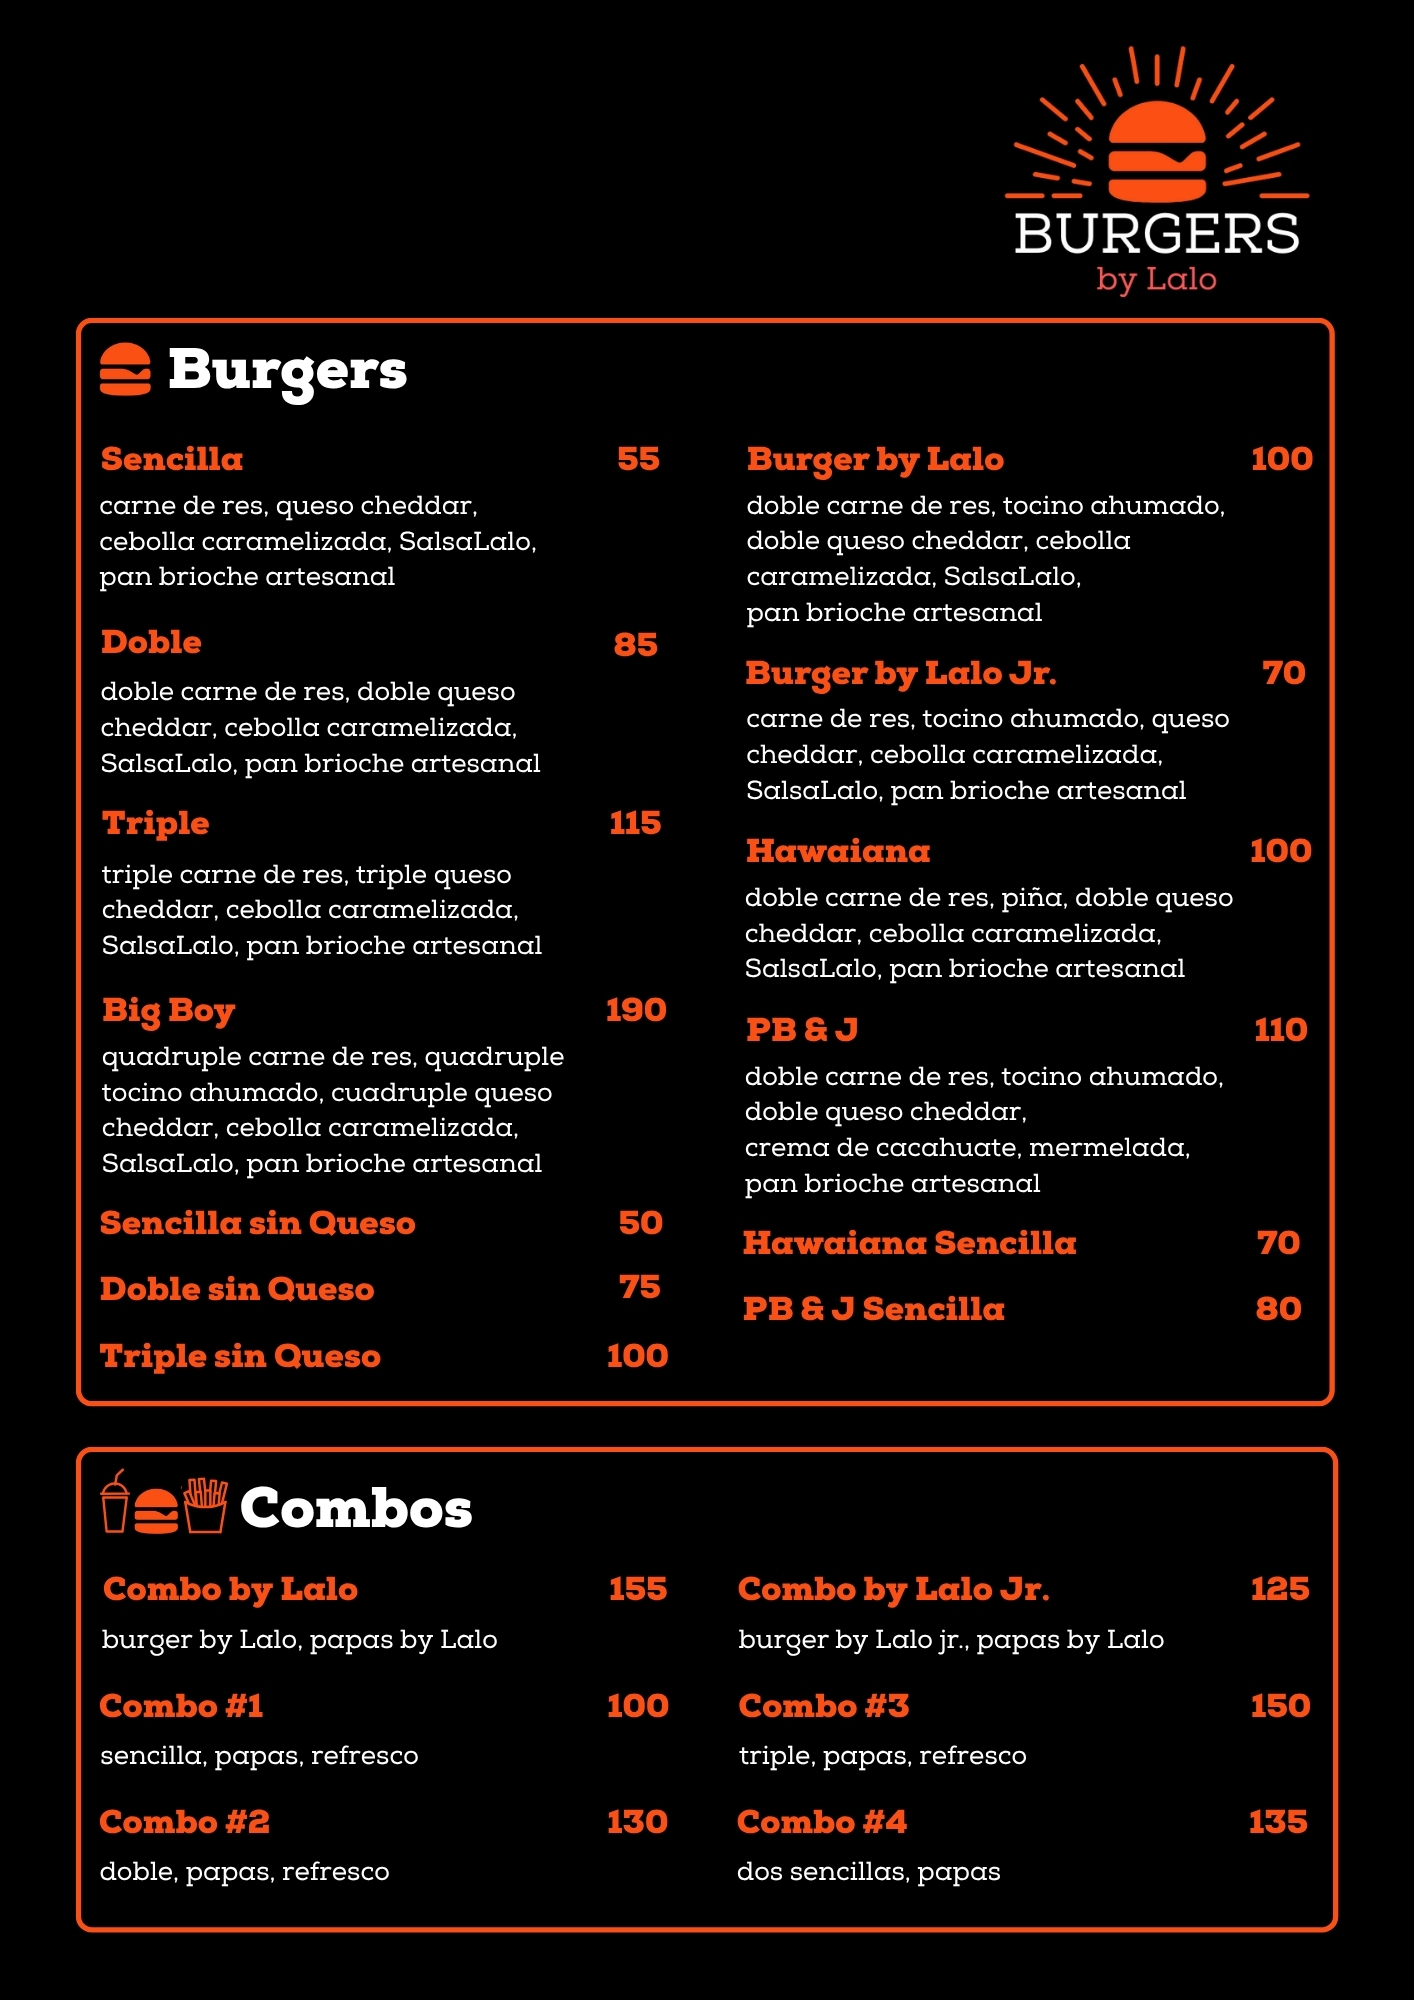 BURGERS
by Lalo
Burgers
Sencilla 55
carne de res, queso cheddar,
cebolla caramelizada, SalsaLalo,
pan brioche artesanal
Doble 85
doble carne de res, doble queso
cheddar, cebolla caramelizada,
SalsaLalo, pan brioche artesanal
Triple 115
triple carne de res, triple queso
cheddar, cebolla caramelizada,
SalsaLalo, pan brioche artesanal
Big Boy 190
quadruple carne de res, quadruple
tocino ahumado, cuadruple queso
cheddar, cebolla caramelizada,
SalsaLalo, pan brioche artesanal
Sencilla sin Queso 50
Doble sin Queso 75
Triple sin Queso 100
Burger by Lalo 100
doble carne de res, tocino ahumado,
doble queso cheddar, cebolla
caramelizada, SalsaLalo,
pan brioche artesanal
Burger by Lalo Jr. 70
carne de res, tocino ahumado, queso
cheddar, cebolla caramelizada,
SalsaLalo, pan brioche artesanal
Hawaiana 100
doble carne de res, piña, doble queso
cheddar, cebolla caramelizada,
SalsaLalo, pan brioche artesanal
PB & J 110
doble carne de res, tocino ahumado,
doble queso cheddar,
crema de cacahuate, mermelada,
pan brioche artesanal
Hawaiana Sencilla 70
PB & J Sencilla 80
Combos
Combo by Lalo 155
burger by Lalo, papas by Lalo
Combo #1 100
sencilla, papas, refresco
Combo #2 130
doble, papas, refresco
Combo by Lalo Jr. 125
burger by Lalo jr., papas by Lalo
Combo #3 150
triple, papas, refresco
Combo #4 135
dos sencillas, papas